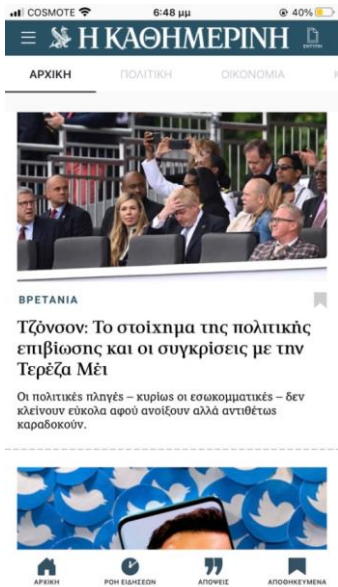 COSMOTE 6:48 μμ 40%
Η ΚΑΘΗΜΕΡΙΝΗ
ΕΝΤΥΠΗ
ΑΡΧΙΚΗ ΠΟΛΙΤΙΚΗ ΟΙΚΟΝΟΜΙΑ Κ
ΒΡΕΤΑΝΙΑ
Τζόνσον: Το στοίχημα της πολιτικής
επιβίωσης και οι συγκρίσεις με την
Τερέζα Μέι
Οι πολιτικές πληγές – κυρίως οι εσωκομματικές – δεν
κλείνουν εύκολα αφού ανοίξουν αλλά αντιθέτως
καραδοκούν.
ΑΡΧΙΚΗ ΡΟΗ ΕΙΔΗΣΕΩΝ ΑΠΟΨΕΙΣ ΑΠΟΘΗΚΕΥΜΕΝΑ